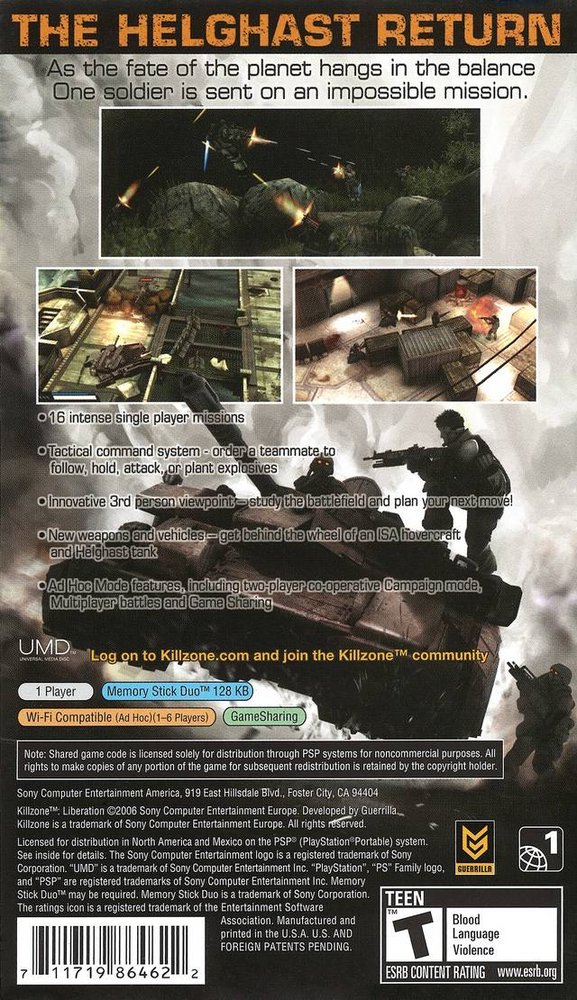 THE HELGHAST RETURN
As the fate of the planet hangs in the balance
One soldier is sent on an impossible mission.
• 16 intense single player missions
• Tactical command system - order a teammate to
follow, hold, attack, or plant explosives
• Innovative 3rd person viewpoint – study the battlefield and plan your next move!
• New weapons and vehicles – get behind the wheel of an ISA hovercraft
and Helghast tank
• Ad Hoc Mode features, including two-player co-operative Campaign mode,
Multiplayer battles and Game Sharing
UMD™
UNIVERSAL MEDIA DISC
Log on to Killzone.com and join the Killzone™ community
1 Player
Memory Stick Duo™ 128 KB
Wi-Fi Compatible (Ad Hoc)(1–6 Players)
GameSharing
Note: Shared game code is licensed solely for distribution through PSP systems for noncommercial purposes. All
rights to make copies of any portion of the game for subsequent redistribution is retained by the copyright holder.
Sony Computer Entertainment America, 919 East Hillsdale Blvd., Foster City, CA 94404
Killzone™: Liberation ©2006 Sony Computer Entertainment Europe. Developed by Guerrilla.
Killzone is a trademark of Sony Computer Entertainment Europe. All rights reserved.
Licensed for distribution in North America and Mexico on the PSP® (PlayStation®Portable) system.
See inside for details. The Sony Computer Entertainment logo is a registered trademark of Sony
Corporation. "UMD" is a trademark of Sony Computer Entertainment Inc. "PlayStation", "PS" Family logo,
and "PSP" are registered trademarks of Sony Computer Entertainment Inc. Memory
Stick Duo™ may be required. Memory Stick Duo is a trademark of Sony Corporation.
The ratings icon is a registered trademark of the Entertainment Software
Association. Manufactured and
printed in the U.S.A. U.S. AND
FOREIGN PATENTS PENDING.
GUERRILLA
1
TEEN
T™
Blood
Language
Violence
ESRB CONTENT RATING www.esrb.org
7 11719 86462 2